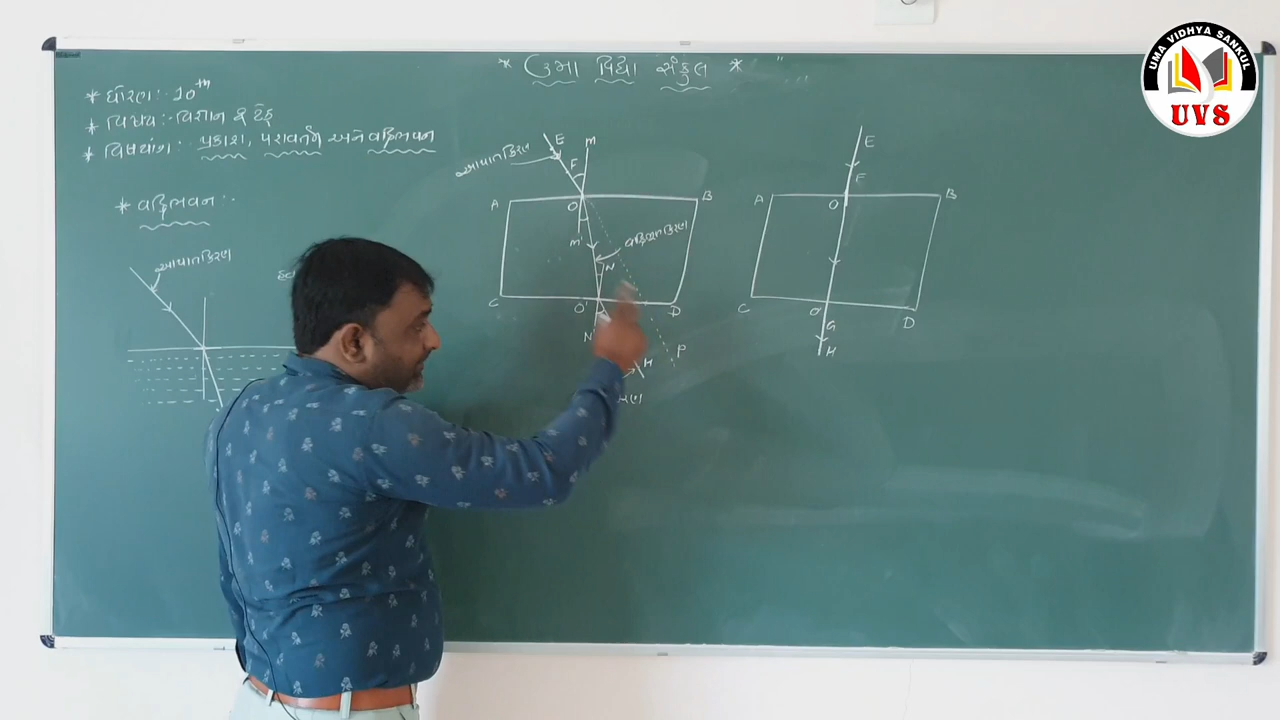 * ઉમા વિદ્યા સંકુલ *
* ધોરણ :- 10th
* વિષય :- વિજ્ઞાન & ટેક
* વિષયાંગ :- પ્રકાશ, પરાવર્તન અને વક્રીભવન
* વક્રીભવન :-
આપાતકિરણ
આપાતકિરણ
E
M
F
A
B
O
M'
વક્રીભૂતકિરણ
N
C
O'
D
N
P
H
રણ
E
F
A
B
O
C
O'
D
G
H
UMA VIDHYA SANKUL
UVS